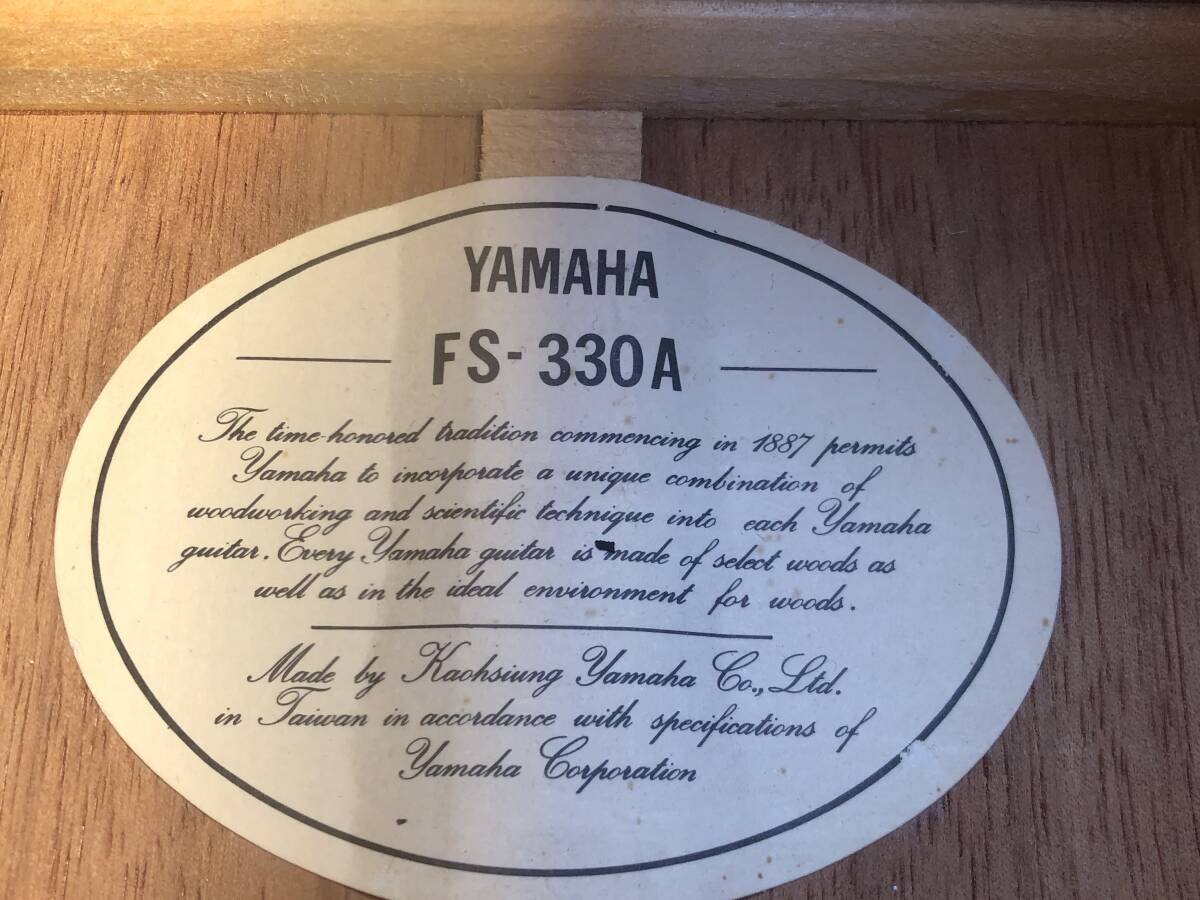 YAMAHA
FS-330A
The time-honored tradition commencing in 1887 permits
Yamaha to incorporate a unique combination of
woodworking and scientific technique into each Yamaha
guitar. Every Yamaha guitar is made of select woods as
well as in the ideal environment for woods.
Made by Kaohsiung Yamaha Co., Ltd.
in Taiwan in accordance with specifications of
Yamaha Corporation